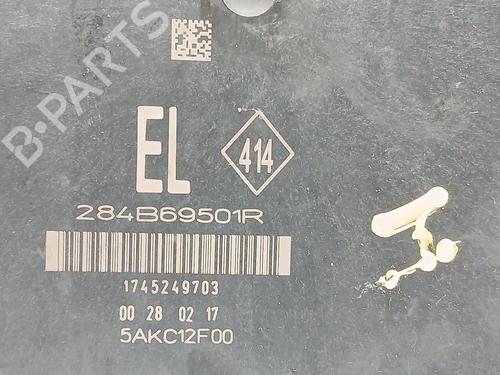 B-PARTS
EL
414
284B69501R
1745249703
00 28 02 17
5AKC12F00